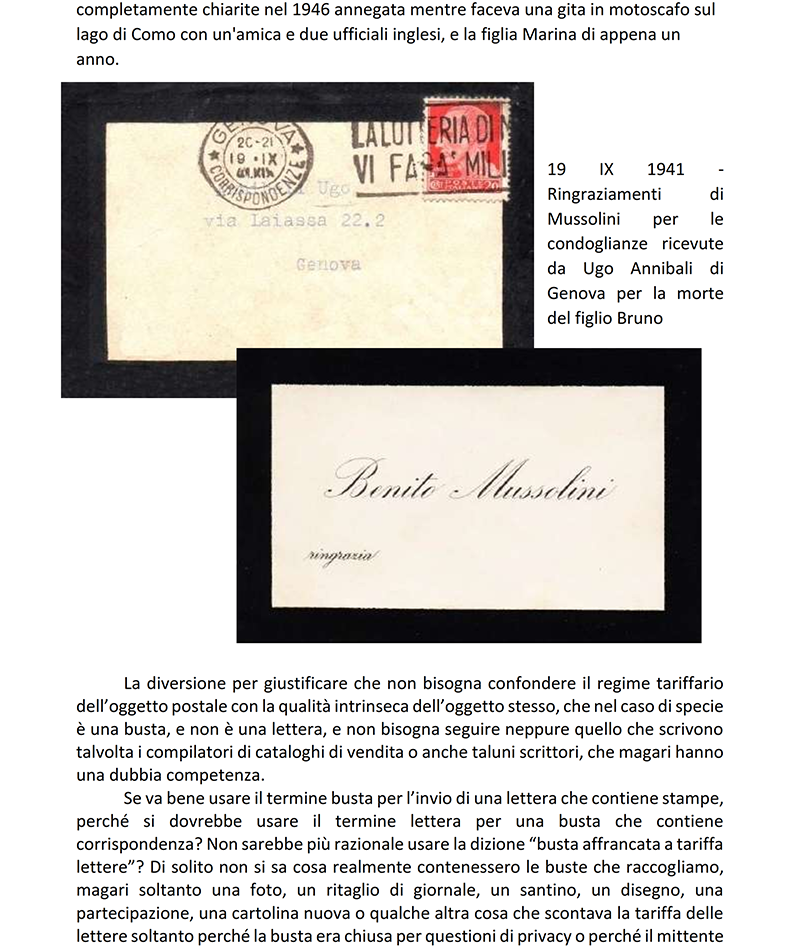 completamente chiarite nel 1946 annegata mentre faceva una gita in motoscafo sul
lago di Como con un'amica e due ufficiali inglesi, e la figlia Marina di appena un
anno.
GENOVA
20-21
19 · IX
CORRISPONDENZE
LA LOTTERIA DI
VI FARÀ MILI
Ugo
via Laiassa 22.2
Genova
19 IX 1941 -
Ringraziamenti di
Mussolini per le
condoglianze ricevute
da Ugo Annibali di
Genova per la morte
del figlio Bruno
Benito Mussolini
ringrazia
La diversione per giustificare che non bisogna confondere il regime tariffario
dell’oggetto postale con la qualità intrinseca dell’oggetto stesso, che nel caso di specie
è una busta, e non è una lettera, e non bisogna seguire neppure quello che scrivono
talvolta i compilatori di cataloghi di vendita o anche taluni scrittori, che magari hanno
una dubbia competenza.
Se va bene usare il termine busta per l’invio di una lettera che contiene stampe,
perché si dovrebbe usare il termine lettera per una busta che contiene
corrispondenza? Non sarebbe più razionale usare la dizione “busta affrancata a tariffa
lettere”? Di solito non si sa cosa realmente contenessero le buste che raccogliamo,
magari soltanto una foto, un ritaglio di giornale, un santino, un disegno, una
partecipazione, una cartolina nuova o qualche altra cosa che scontava la tariffa delle
lettere soltanto perché la busta era chiusa per questioni di privacy o perché il mittente